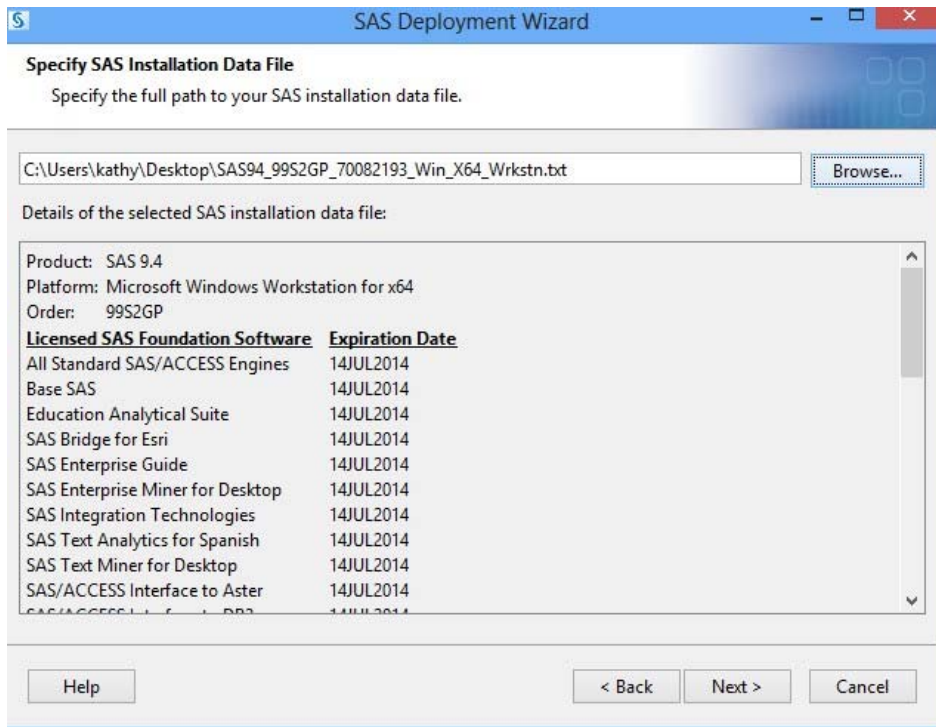 SAS Deployment Wizard
Specify SAS Installation Data File
Specify the full path to your SAS installation data file.
C:\Users\kathy\Desktop\SAS94_99S2GP_70082193_Win_X64_Wrkstn.txt Browse...
Details of the selected SAS installation data file:
Product: SAS 9.4
Platform: Microsoft Windows Workstation for x64
Order: 99S2GP
Licensed SAS Foundation Software Expiration Date
All Standard SAS/ACCESS Engines 14JUL2014
Base SAS 14JUL2014
Education Analytical Suite 14JUL2014
SAS Bridge for Esri 14JUL2014
SAS Enterprise Guide 14JUL2014
SAS Enterprise Miner for Desktop 14JUL2014
SAS Integration Technologies 14JUL2014
SAS Text Analytics for Spanish 14JUL2014
SAS Text Miner for Desktop 14JUL2014
SAS/ACCESS Interface to Aster 14JUL2014
Help < Back Next > Cancel